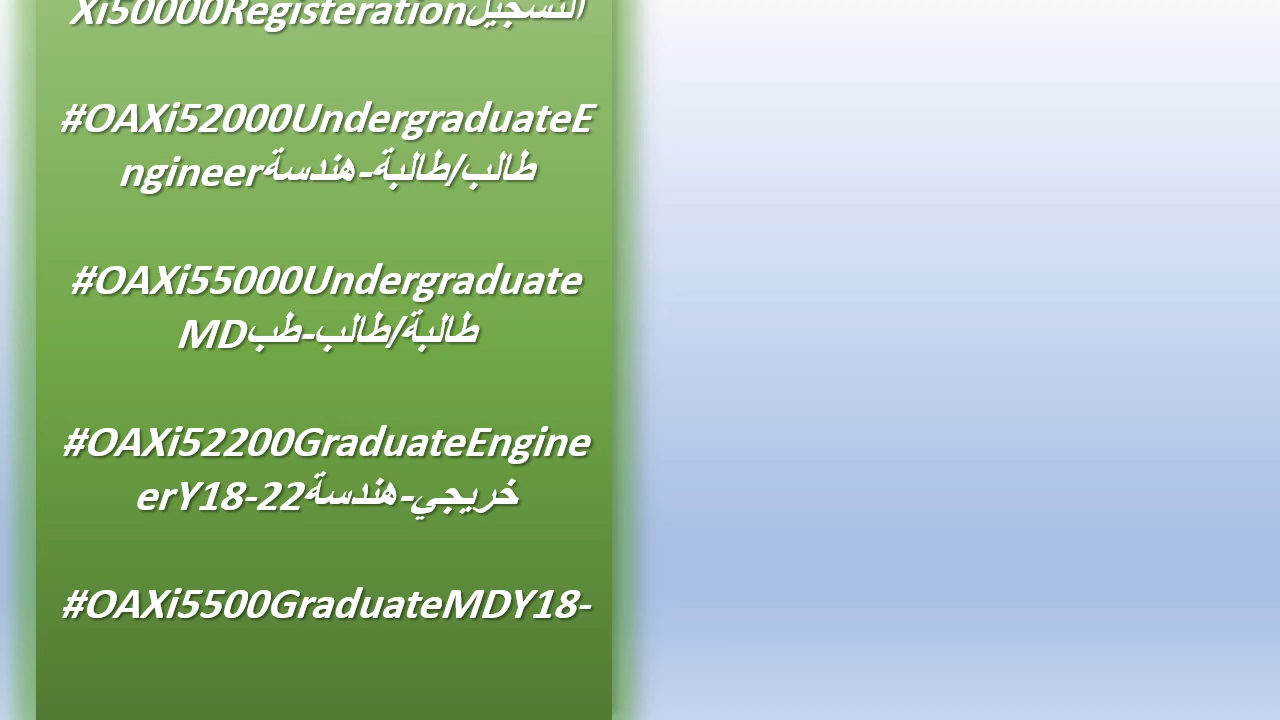 Xi50000Registerationالتسجيل
#OAXi52000UndergraduateE
ngineerطالب/طالبة-هندسة
#OAXi55000Undergraduate
MDطالبة/طالب-طب
#OAXi52200GraduateEngine
erY18-22خريجي-هندسة
#OAXi5500GraduateMDY18-